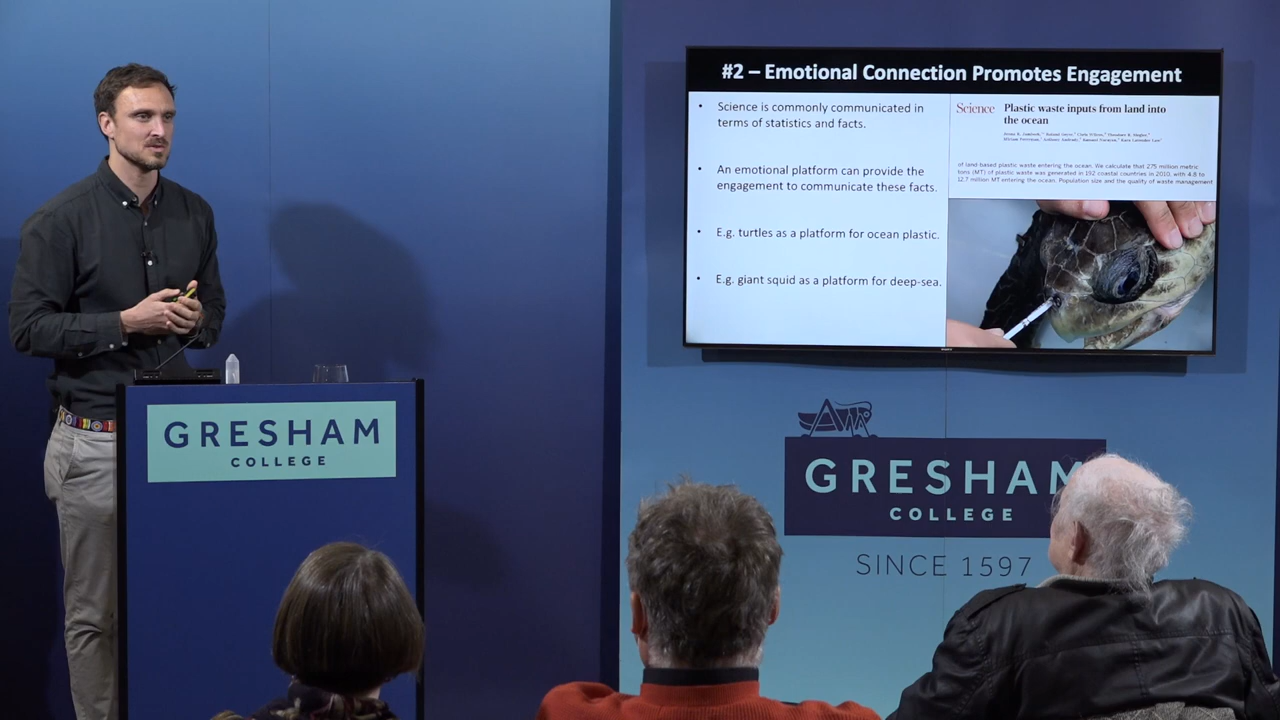 #2 – Emotional Connection Promotes Engagement
• Science is commonly communicated in
terms of statistics and facts.
• An emotional platform can provide the
engagement to communicate these facts.
• E.g. turtles as a platform for ocean plastic.
• E.g. giant squid as a platform for deep-sea.
Science
Plastic waste inputs from land into
the ocean
of land-based plastic waste entering the ocean. We calculate that 275 million metric
tons (MT) of plastic waste was generated in 192 coastal countries in 2010, with 4.8 to
12.7 million MT entering the ocean. Population size and the quality of waste management
GRESHAM
COLLEGE
GRESHAM
COLLEGE
SINCE 1597